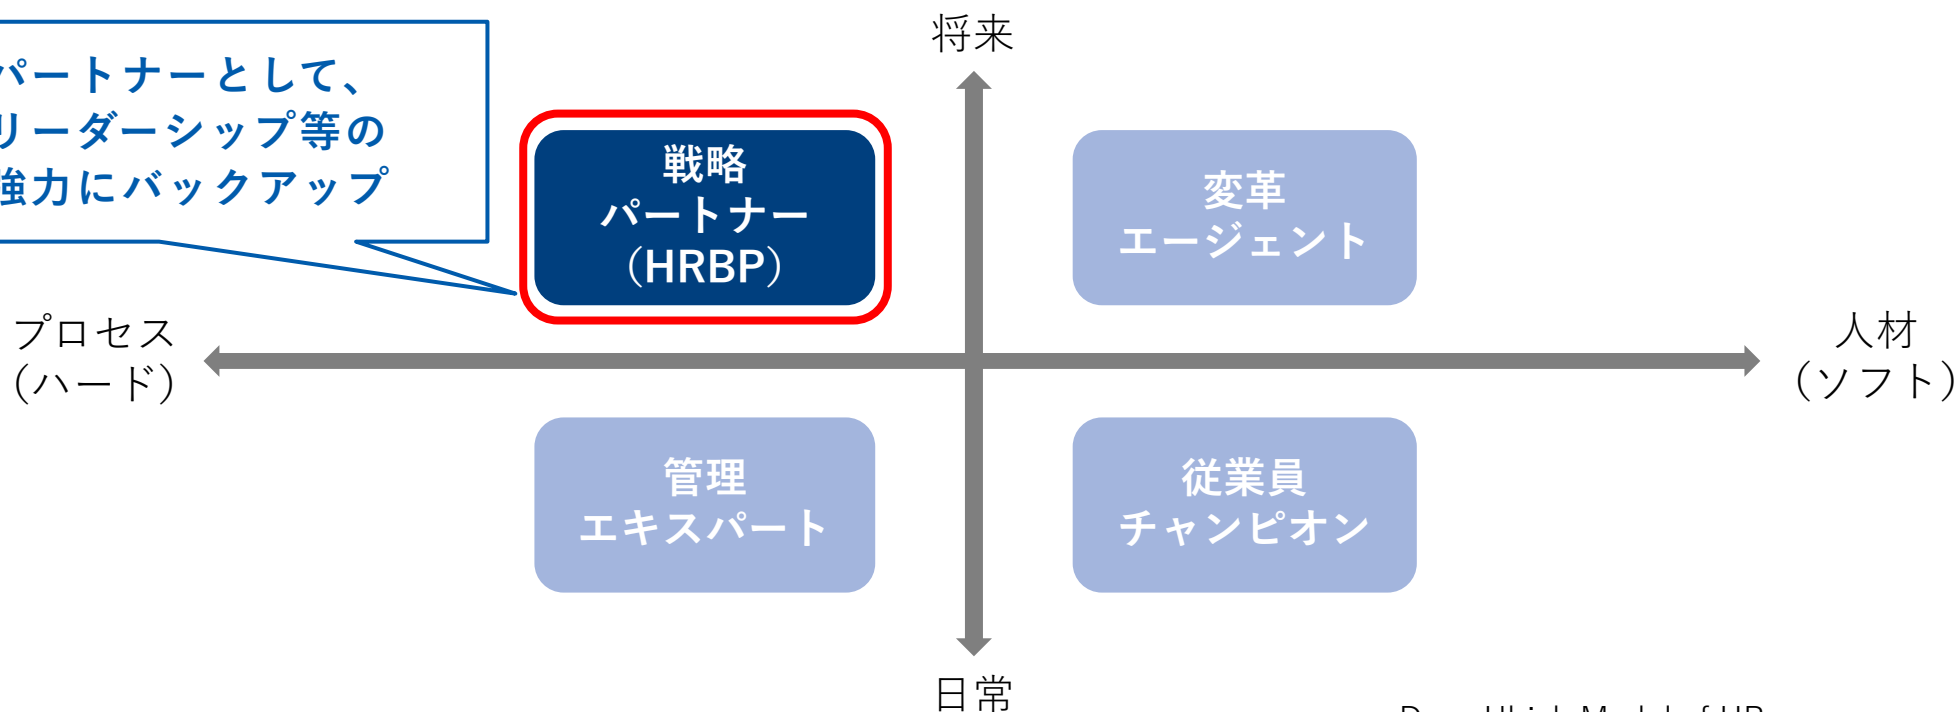 将来
パートナーとして、
リーダーシップ等の
強力にバックアップ
戦略
パートナー
（HRBP）
変革
エージェント
プロセス
（ハード）
人材
（ソフト）
管理
エキスパート
従業員
チャンピオン
日常
Model of HR